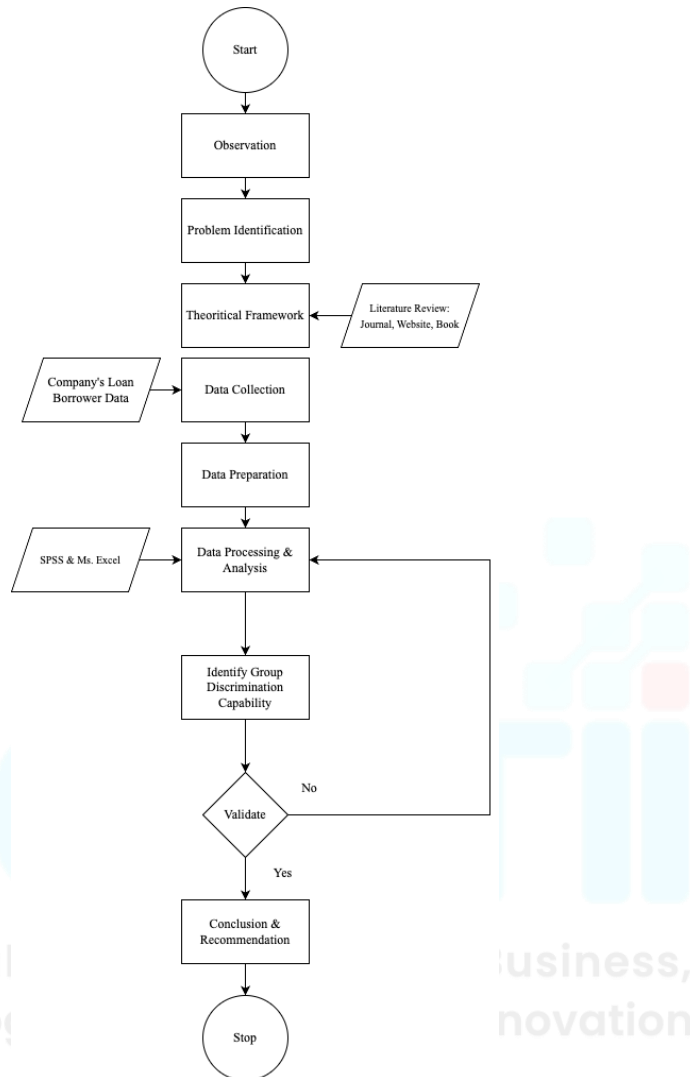 Start
Observation
Problem Identification
Theoritical Framework
Literature Review:
Journal, Website, Book
Company's Loan
Borrower Data
Data Collection
Data Preparation
SPSS & Ms. Excel
Data Processing &
Analysis
Identify Group
Discrimination
Capability
No
Validate
Yes
Conclusion &
Recommendation
Stop
novation